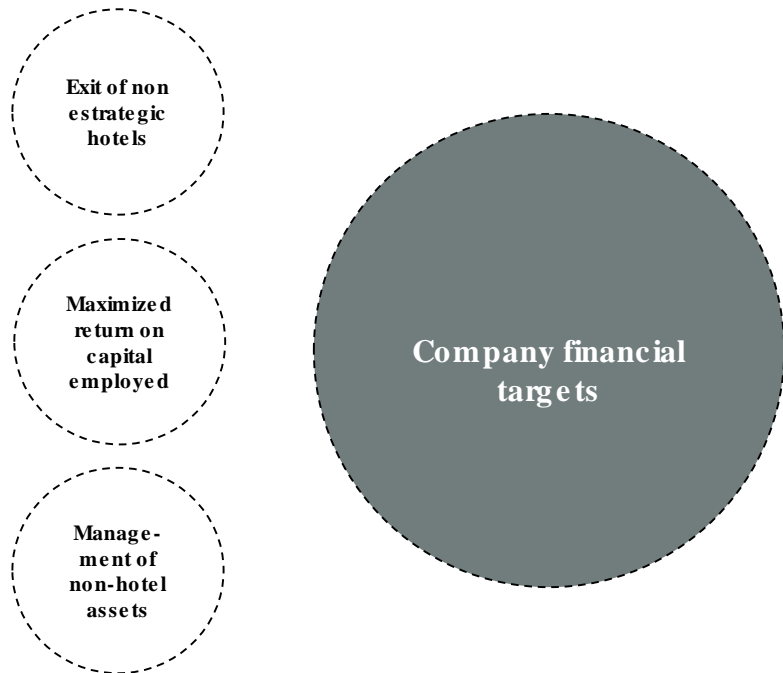 Exit of non
estrategic
hotels
Maximized
return on
capital
employed
Manage-
ment of
non-hotel
assets
Company financial
targets